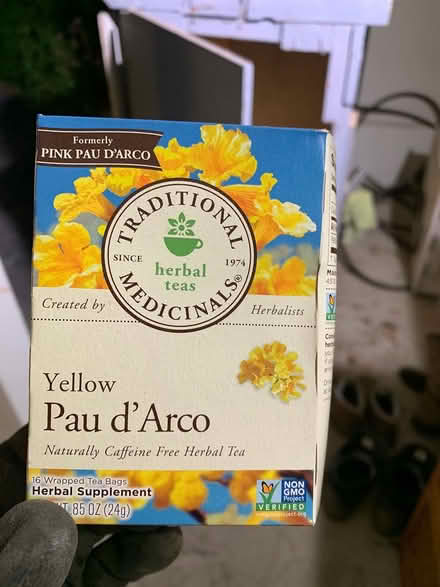 Formerly
PINK PAU D'ARCO
TRADITIONAL
SINCE 1974
herbal
teas
MEDICINALS®
Created by Herbalists
Yellow
Pau d'Arco
Naturally Caffeine Free Herbal Tea
16 Wrapped Tea Bags
Herbal Supplement
.85 OZ (24g)
NON
GMO
Project
VERIFIED